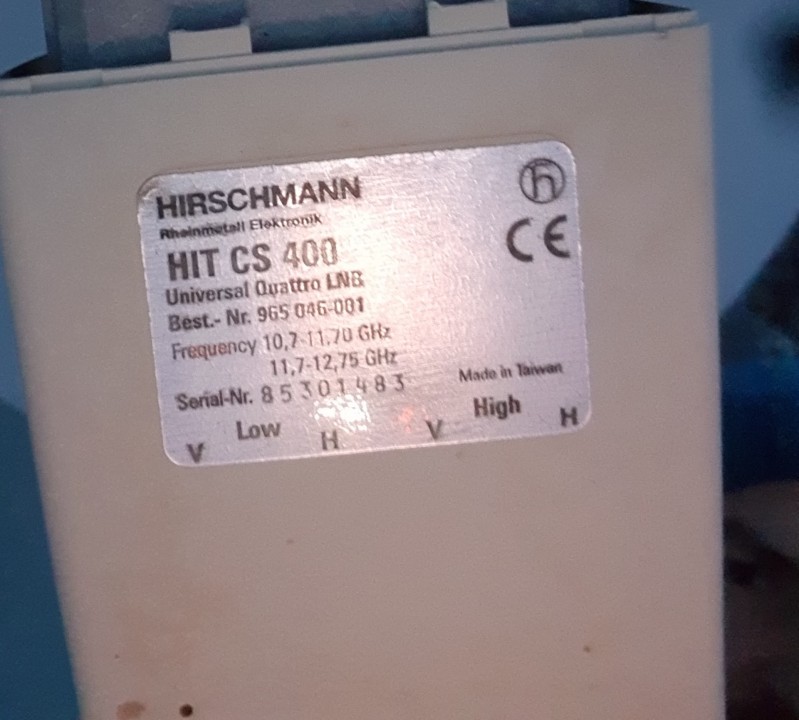 HIRSCHMANN
Rheinmetall Elektronik
HIT CS 400
Universal Quattro LNB
Best.- Nr. 965 046-001
Frequency 10,7-11,70 GHz
11,7-12,75 GHz
Serial-Nr. 85301483
Made in Taiwan
Low High
V H V H
h
CE